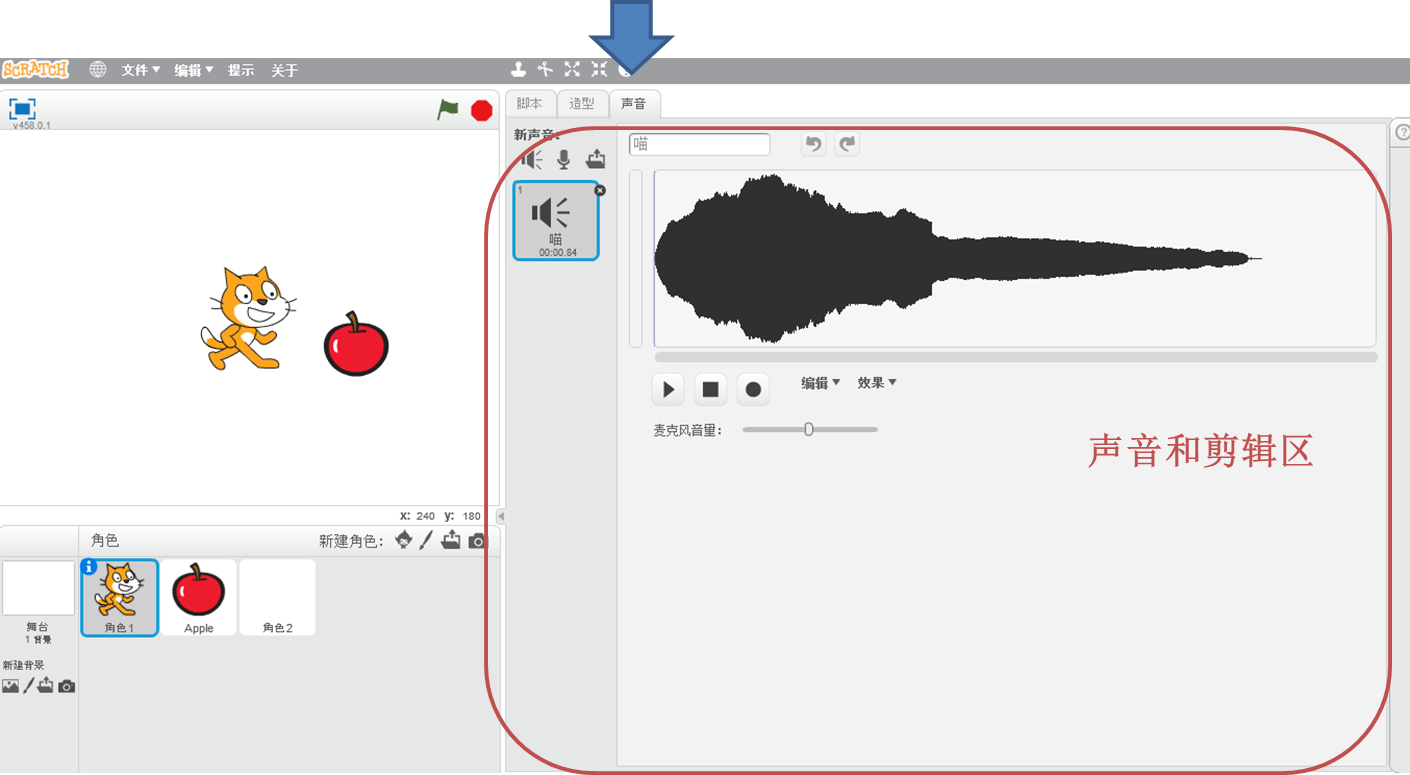 SCRATCH 文件 编辑 提示 关于
v458.0.1
脚本 造型 声音
新声音:
喵
1
喵
00:00.84
编辑 效果
麦克风音量:
声音和剪辑区
x: 240 y: 180
角色 新建角色:
舞台
1 背景
新建背景
角色1
Apple
角色2